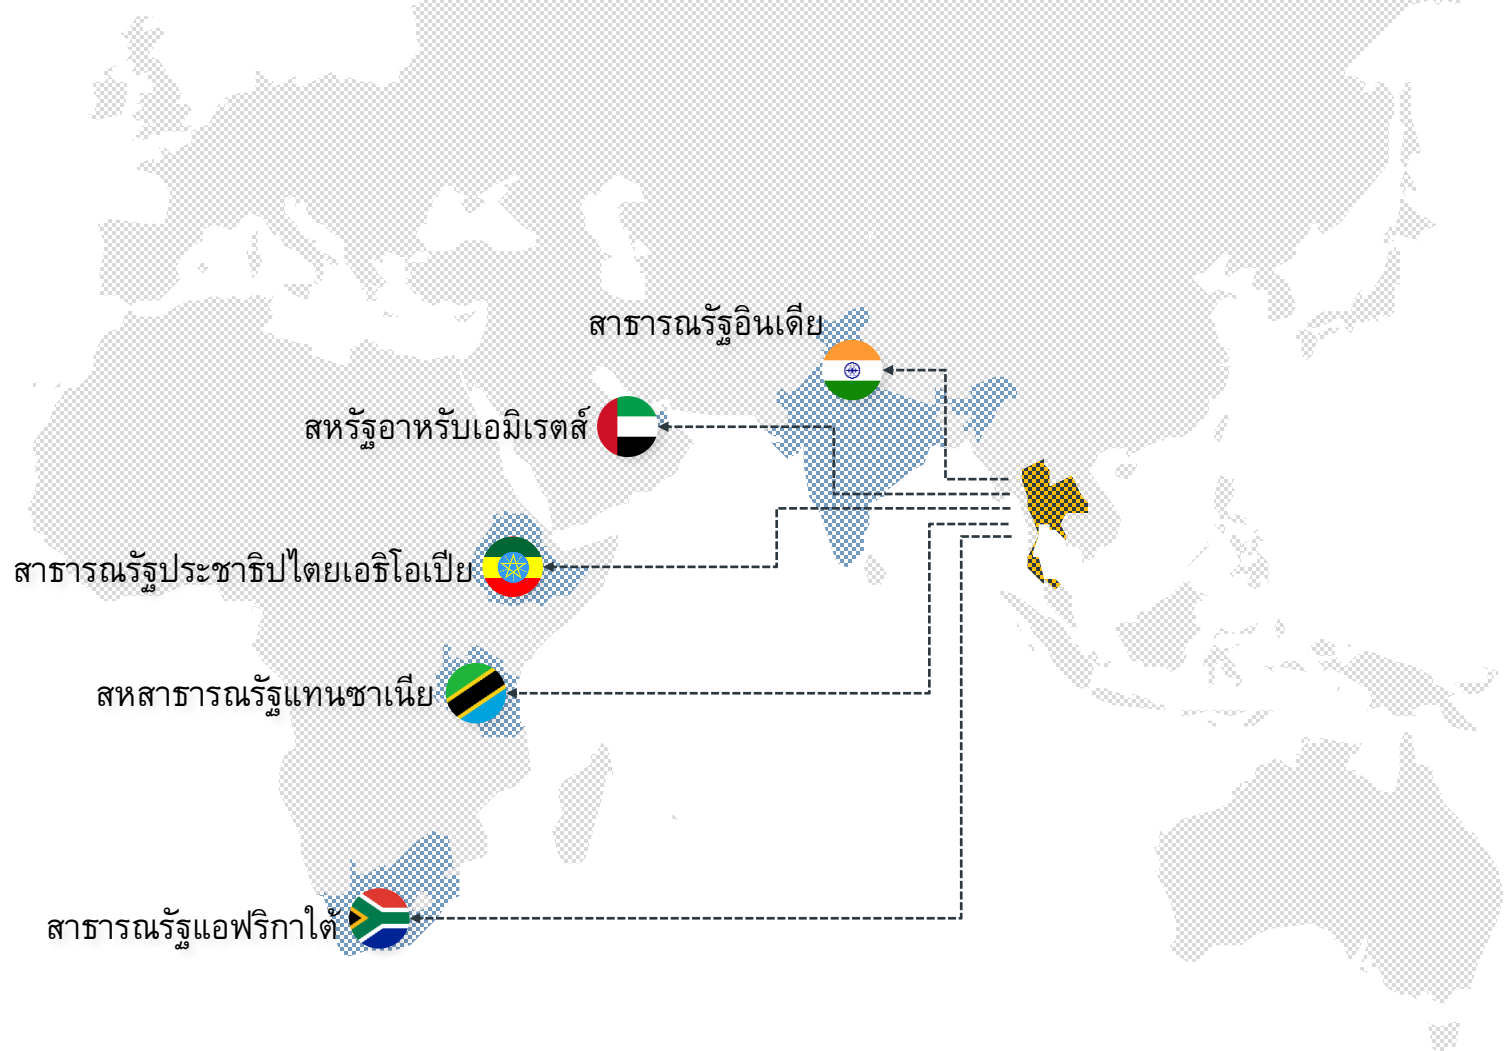 สาธารณรัฐอินเดีย
สหรัฐอาหรับเอมิเรตส์
สาธารณรัฐประชาธิปไตยเอธิโอเปีย
สหสาธารณรัฐแทนซาเนีย
สาธารณรัฐแอฟริกาใต้